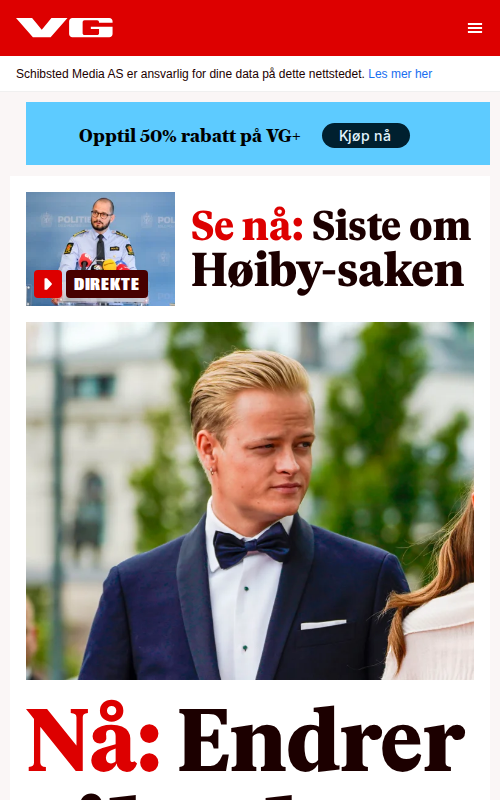 VG
Schibsted Media AS er ansvarlig for dine data på dette nettstedet. Les mer her
Opptil 50% rabatt på VG+
Kjøp nå
POLITI
DIREKTE
Se nå: Siste om
Høiby-saken
Nå: Endrer